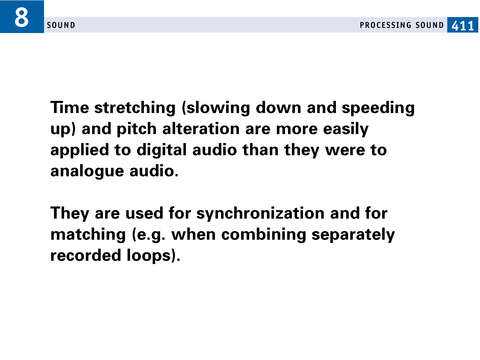 8 SOUND PROCESSING SOUND 411
Time stretching (slowing down and speeding
up) and pitch alteration are more easily
applied to digital audio than they were to
analogue audio.
They are used for synchronization and for
matching (e.g. when combining separately
recorded loops).